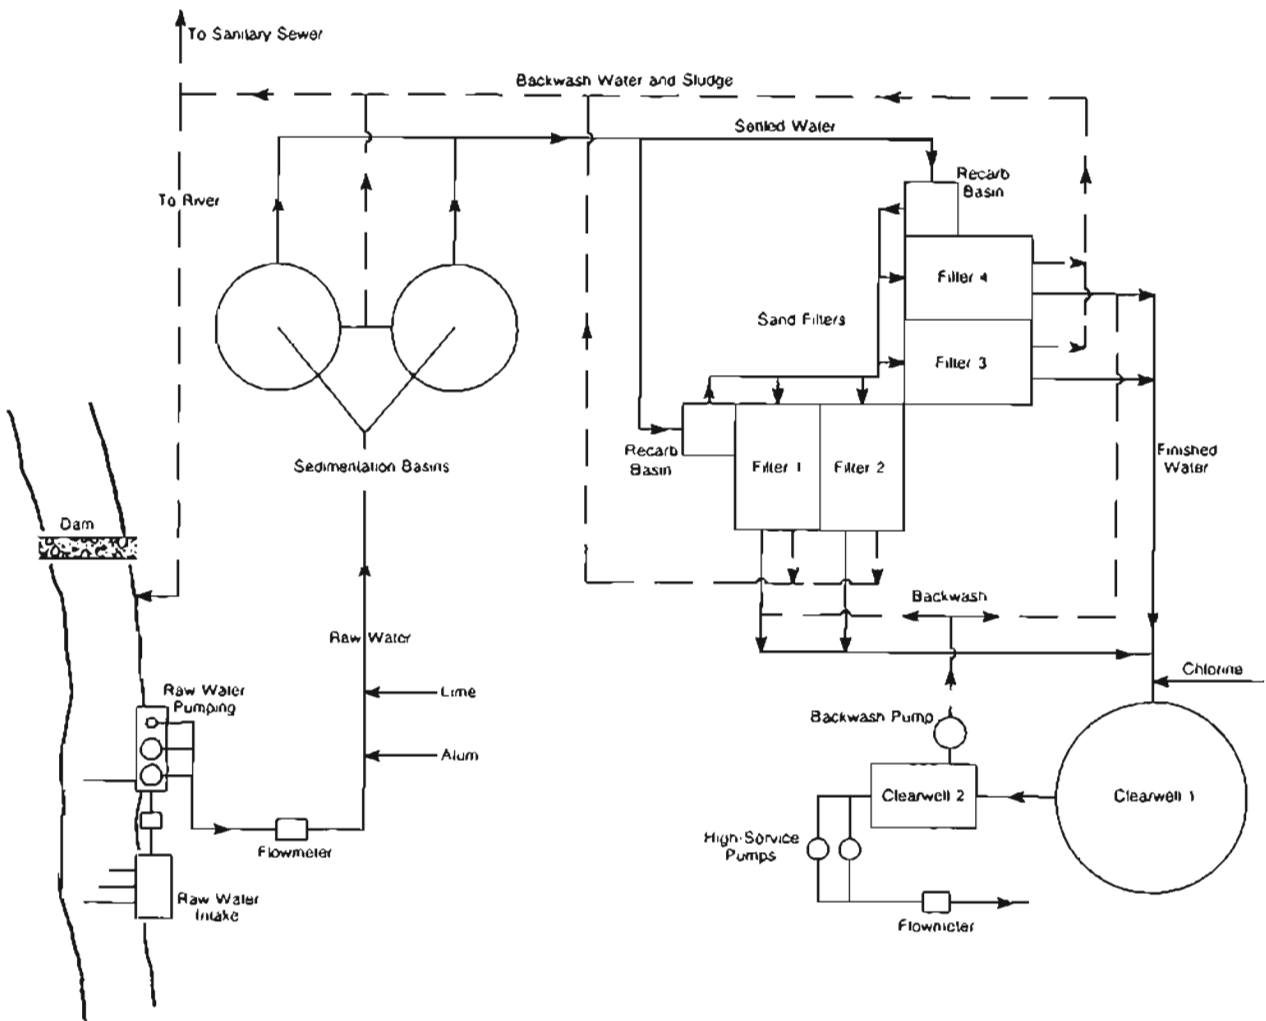 To Sanitary Sewer
Backwash Water and Sludge
Settled Water
Recarb
Basin
To River
Filter 4
Sand Filters
Filter 3
Recarb
Basin
Filter 1
Filter 2
Finished
Water
Sedimentation Basins
Dam
Backwash
Raw Water
Chlorine
Raw Water
Pumping
Lime
Backwash Pump
Alum
Clearwell 2
Clearwell 1
Flowmeter
High-Service
Pumps
Raw Water
Intake
Flowmeter